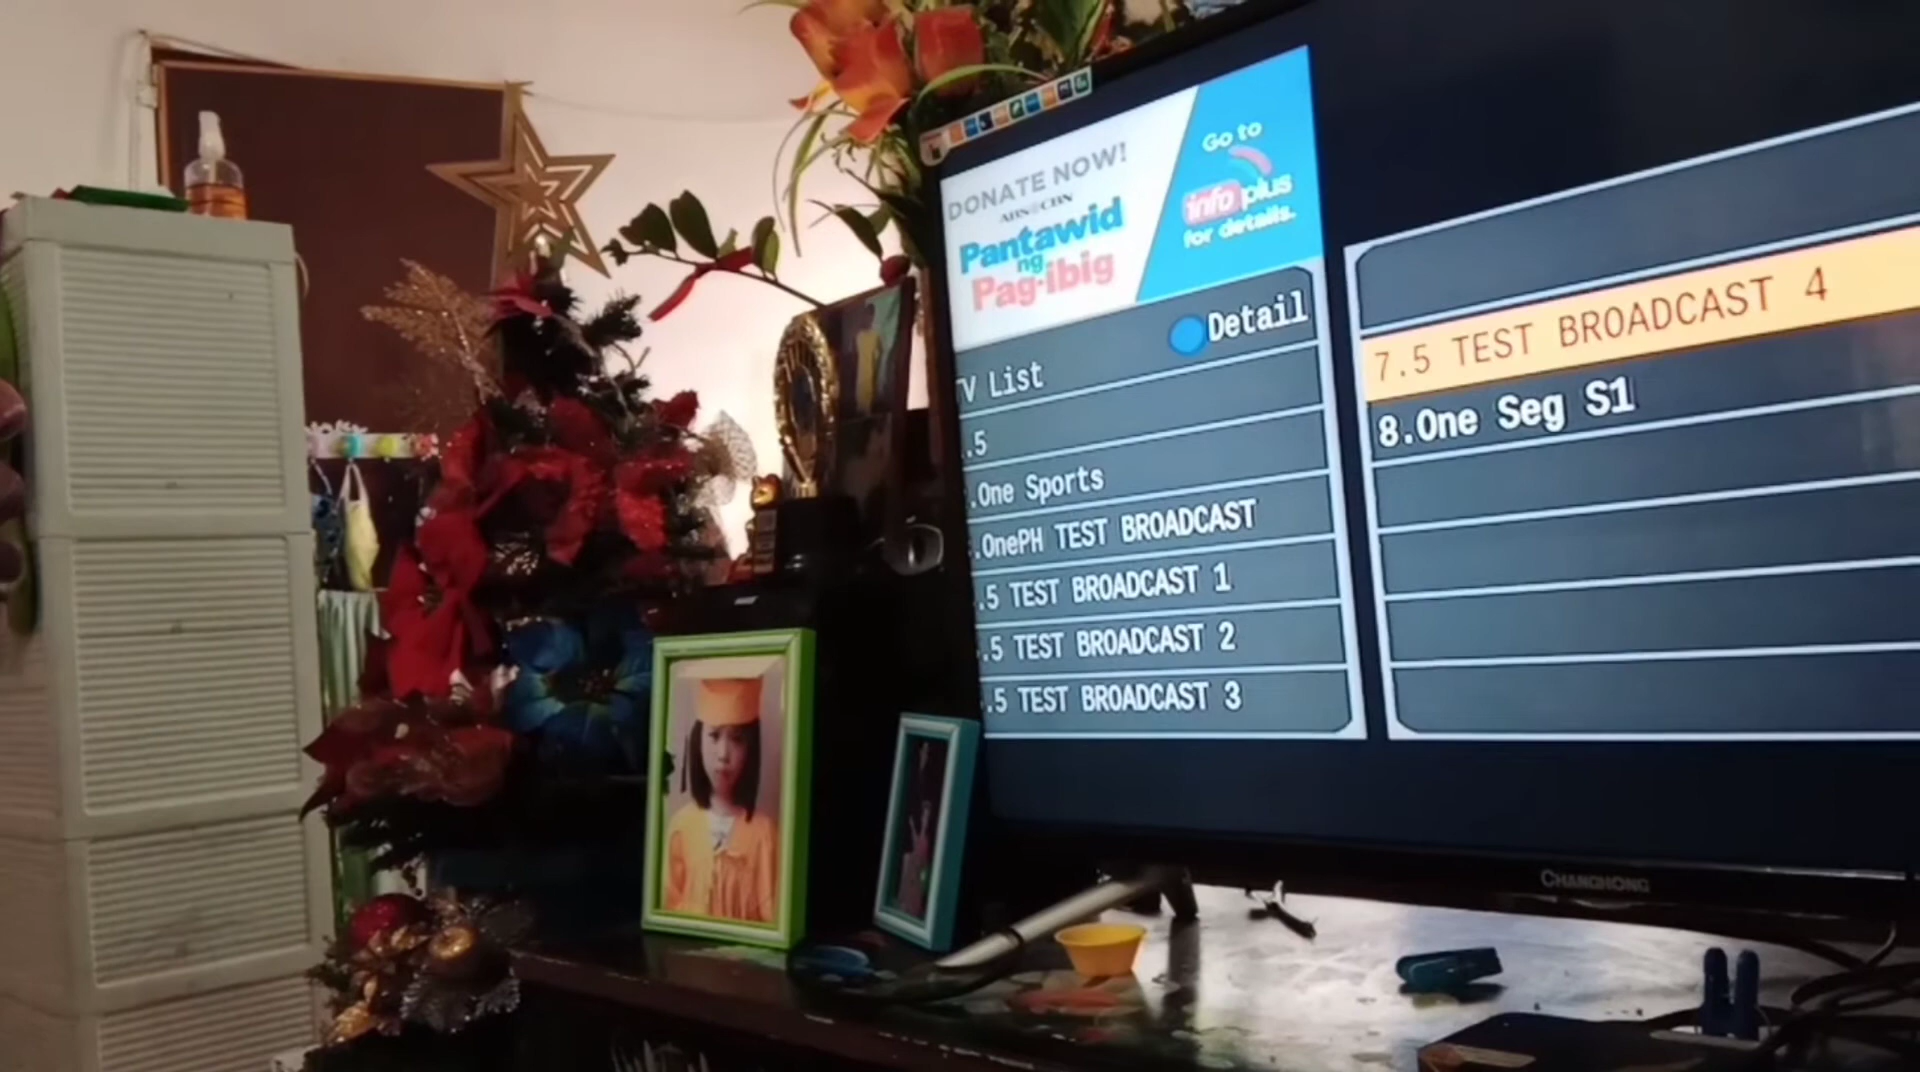 DONATE NOW!
ABS-CBN
Pantawid
ng
Pag-ibig
Go to
info plus
for details.
Detail
V List
.5
.One Sports
.OnePH TEST BROADCAST
.5 TEST BROADCAST 1
.5 TEST BROADCAST 2
.5 TEST BROADCAST 3
7.5 TEST BROADCAST 4
8.One Seg S1
CHANGHONG